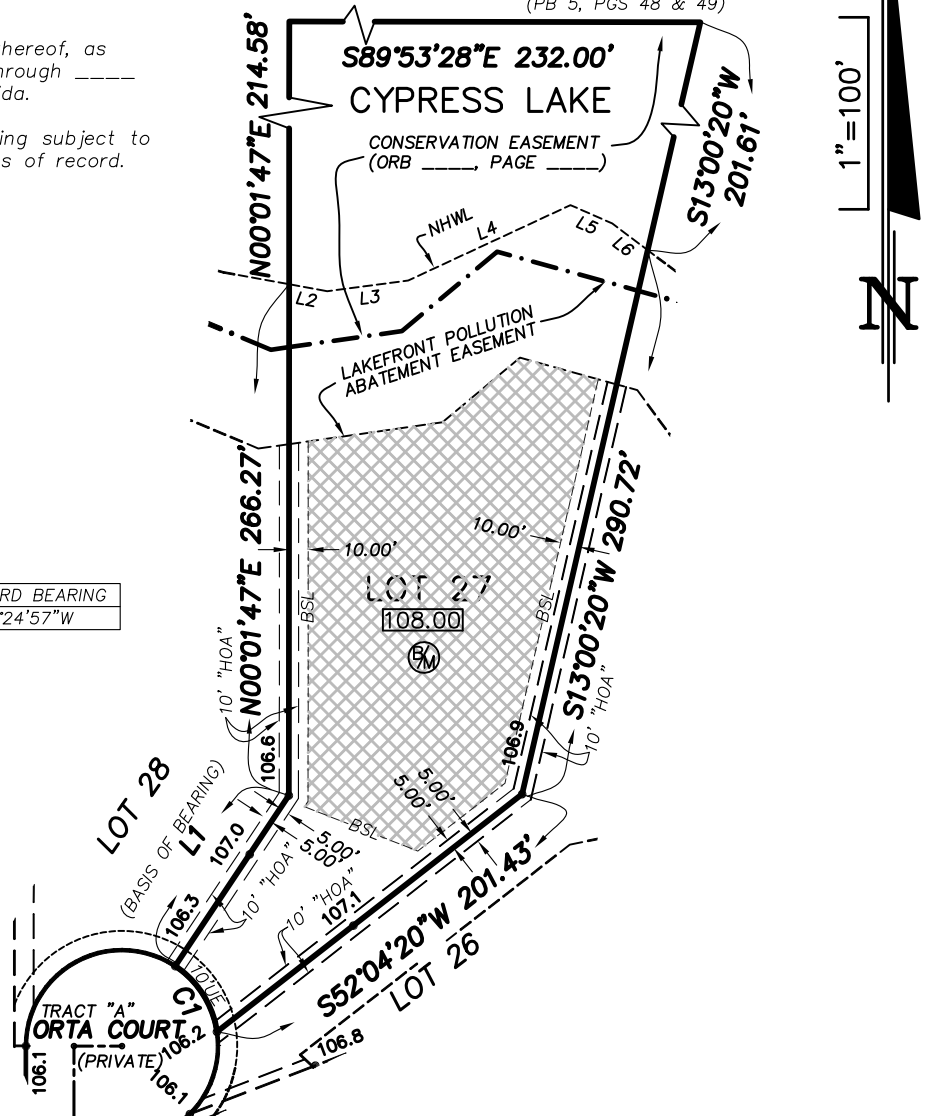 (PB 5, PGS 48 & 49)
hereof, as
hrough ____
ida.
ing subject to
s of record.
N00°01'47"E 214.58'
S89°53'28"E 232.00'
CYPRESS LAKE
CONSERVATION EASEMENT
(ORB ____, PAGE ____)
S13°00'20"W
201.61'
1"=100'
N
NHWL
L2
L3
L4
L5
L6
LAKEFRONT POLLUTION
ABATEMENT EASEMENT
N00°01'47"E 266.27'
S13°00'20"W 290.72'
10.00'
10.00'
LOT 27
108.00
B/M
BSL
BSL
BSL
RD BEARING
°24'57"W
10' "HOA"
10' "HOA"
106.6
106.9
5.00'
5.00'
5.00'
5.00'
LOT 28
(BASIS OF BEARING)
L1
107.0
106.3
10' "HOA"
10' "HOA"
107.1
S52°04'20"W 201.43'
LOT 26
10'UE
C1
TRACT "A"
ORTA COURT
(PRIVATE)
106.2
106.1
106.1
106.8